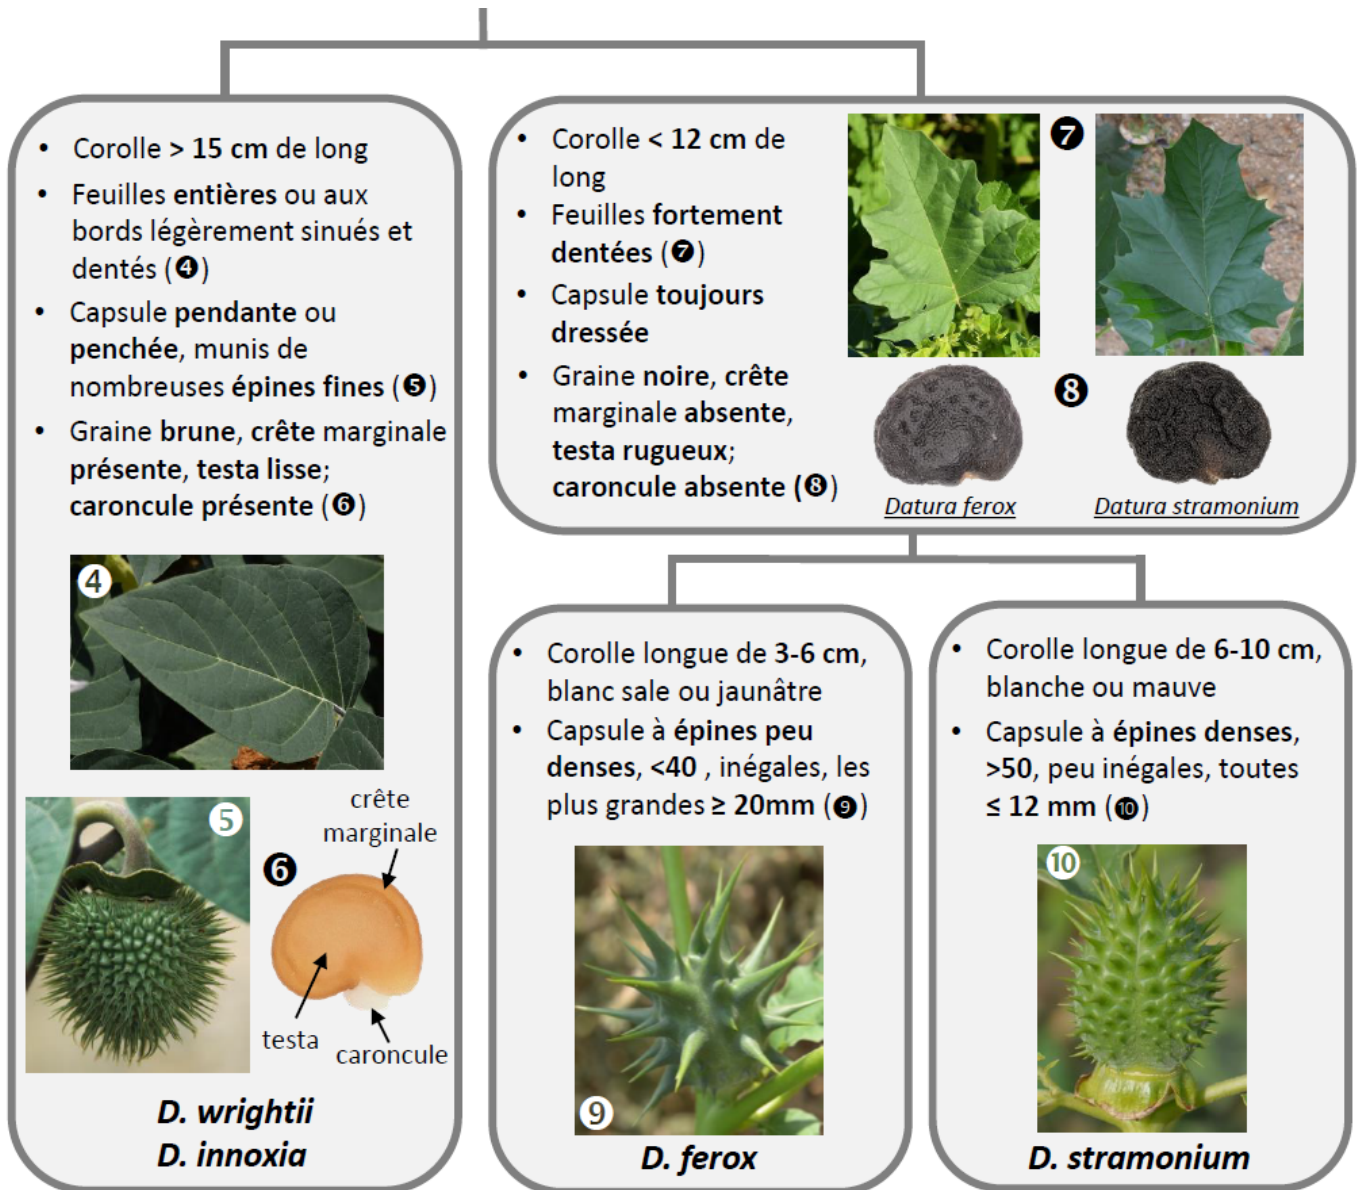 • Corolle > 15 cm de long
• Feuilles entières ou aux
bords légèrement sinués et
dentés (❹)
• Capsule pendante ou
penchée, munis de
nombreuses épines fines (❺)
• Graine brune, crête marginale
présente, testa lisse;
caroncule présente (❻)
4
5
6
crête
marginale
testa
caroncule
D. wrightii
D. innoxia
• Corolle < 12 cm de
long
• Feuilles fortement
dentées (❼)
• Capsule toujours
dressée
• Graine noire, crête
marginale absente,
testa rugueux;
caroncule absente (❽)
7
8
Datura ferox
Datura stramonium
• Corolle longue de 3-6 cm,
blanc sale ou jaunâtre
• Capsule à épines peu
denses, <40 , inégales, les
plus grandes ≥ 20mm (❾)
9
D. ferox
• Corolle longue de 6-10 cm,
blanche ou mauve
• Capsule à épines denses,
>50, peu inégales, toutes
≤ 12 mm (❿)
10
D. stramonium